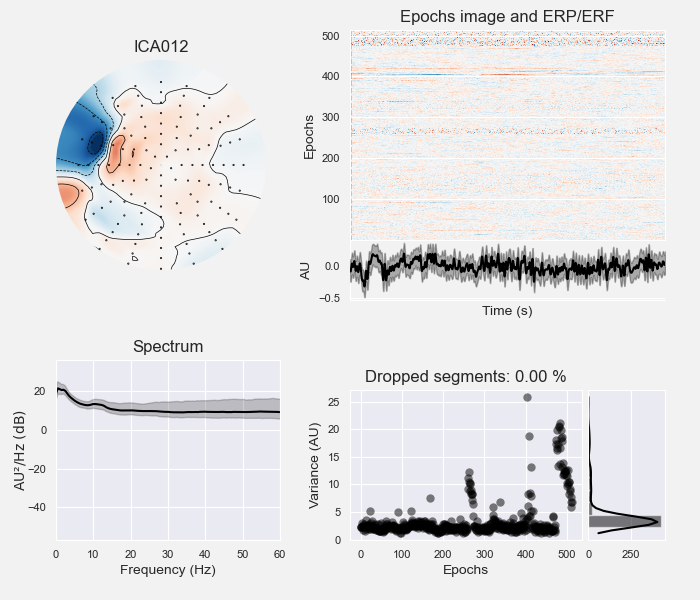 ICA012
Epochs image and ERP/ERF
Epochs
500
400
300
200
100
AU
0.0
−0.5
Time (s)
Spectrum
AU²/Hz (dB)
20
0
−20
−40
0 10 20 30 40 50 60
Frequency (Hz)
Dropped segments: 0.00 %
Variance (AU)
25
20
15
10
5
0
0 100 200 300 400 500
Epochs
0 250